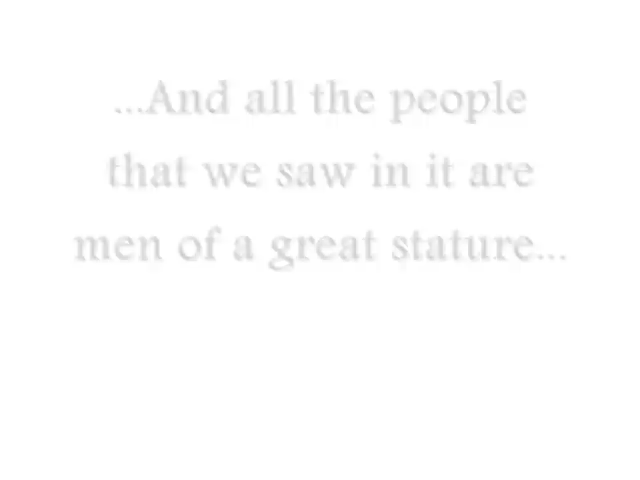 ...And all the people
that we saw in it are
men of a great stature...